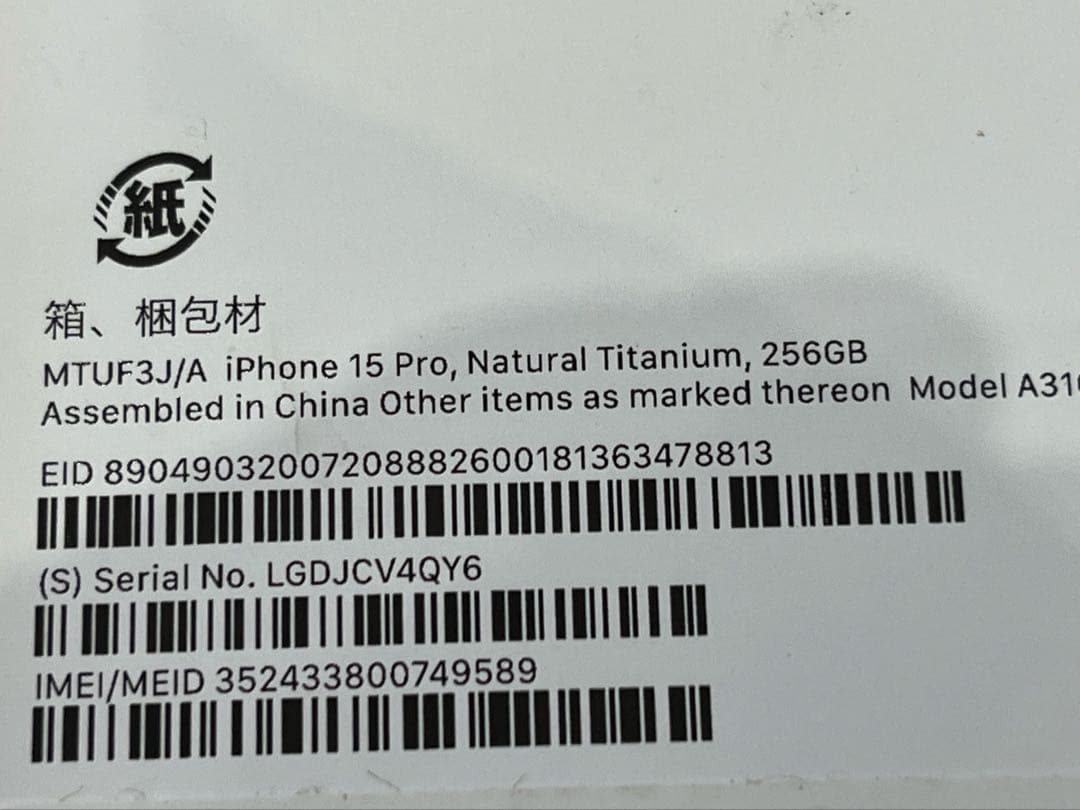 紙
箱、梱包材
MTUF3J/A iPhone 15 Pro, Natural Titanium, 256GB
Assembled in China Other items as marked thereon Model
EID 89049032007208882600181363478813
(S) Serial No. LGDJCV4QY6
IMEI/MEID 352433800749589